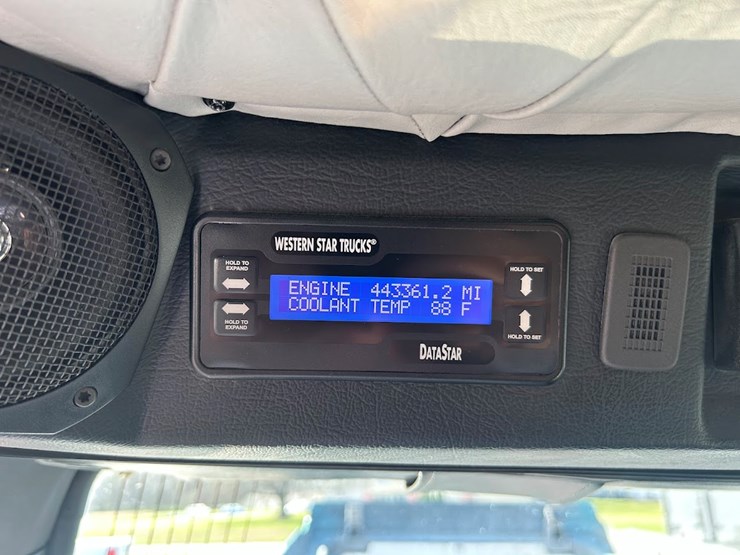 WESTERN STAR TRUCKS®
HOLD TO
EXPAND
HOLD TO SET
ENGINE 443361.2 MI
COOLANT TEMP 88 F
HOLD TO
EXPAND
HOLD TO SET
DATASTAR